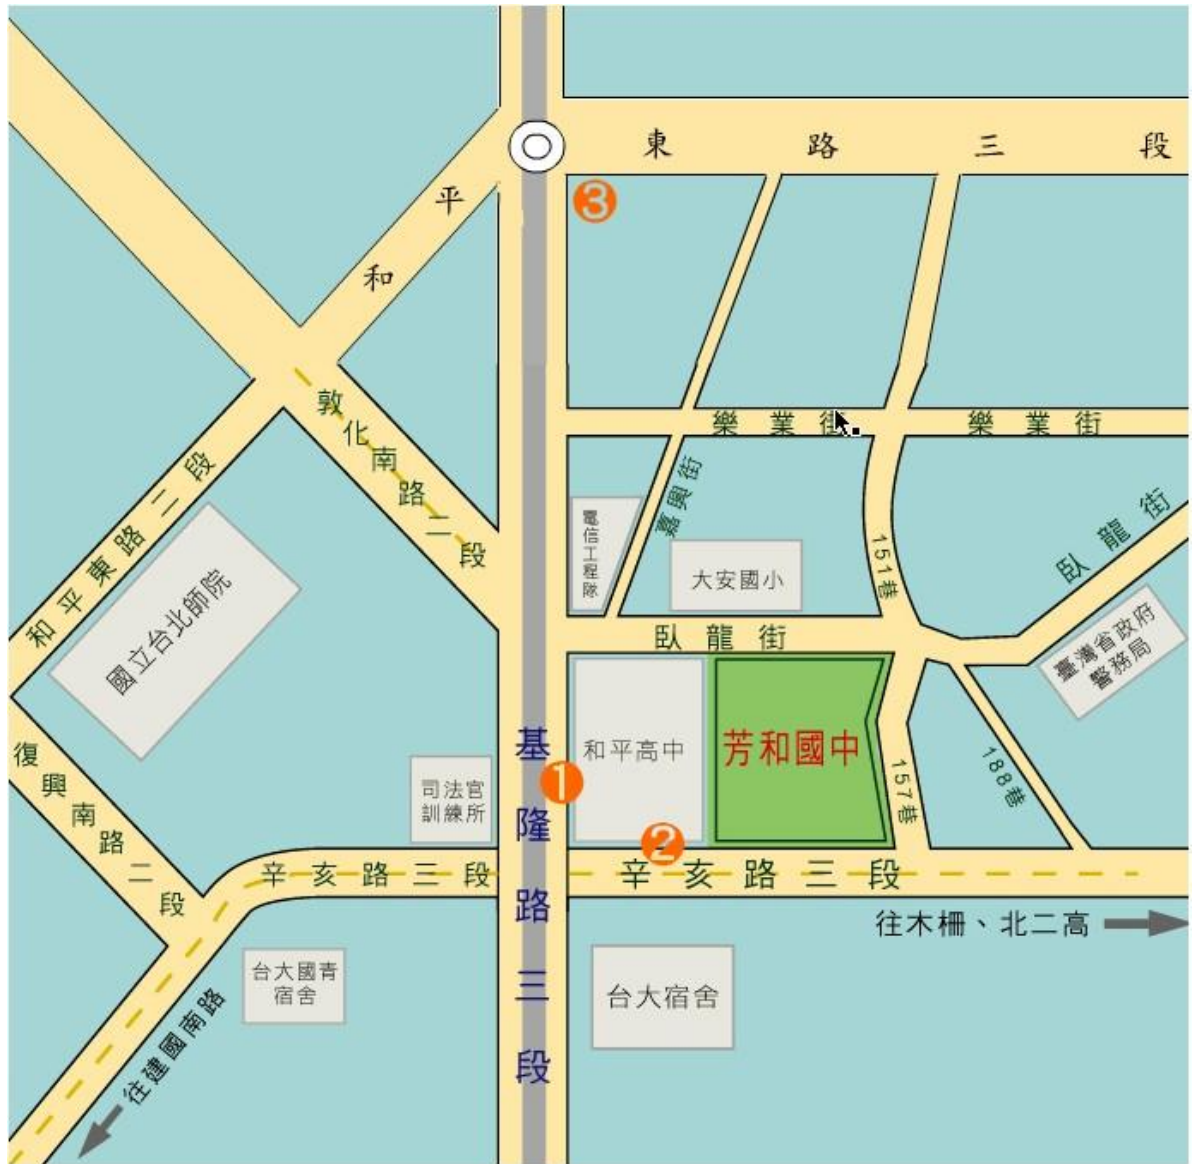 和平東路三段
3
敦化南路二段
樂業街
樂業街
嘉興街
和平東路二段
國立台北師院
電信工程隊
大安國小
151巷
臥龍街
臥龍街
臺灣省政府
警務局
復興南路二段
司法官
訓練所
基隆路三段
1
和平高中
芳和國中
157巷
188巷
2
辛亥路三段
辛亥路三段
往木柵、北二高
台大國青
宿舍
台大宿舍
往建國南路